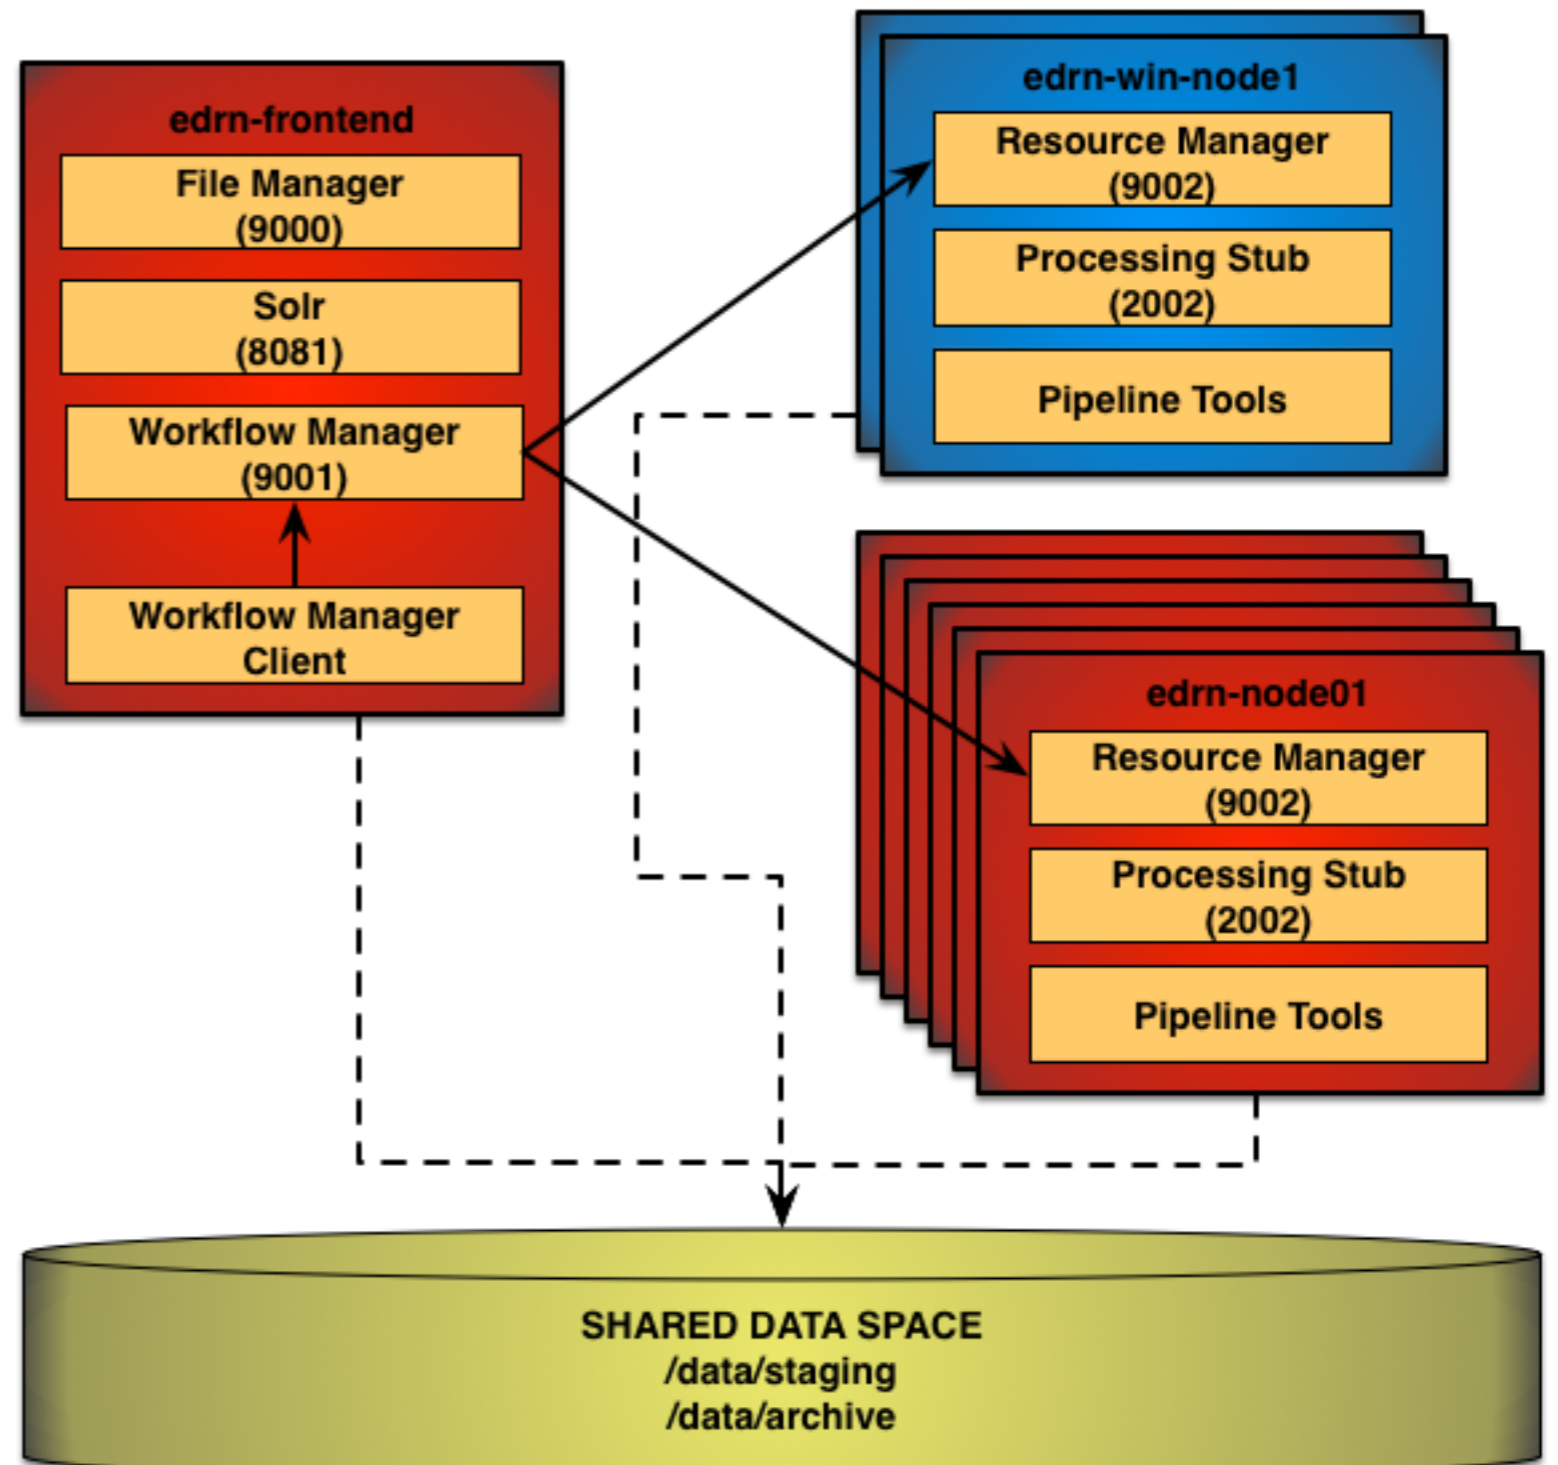 edrn-frontend
File Manager
(9000)
Solr
(8081)
Workflow Manager
(9001)
Workflow Manager
Client
edrn-win-node1
Resource Manager
(9002)
Processing Stub
(2002)
Pipeline Tools
edrn-node01
Resource Manager
(9002)
Processing Stub
(2002)
Pipeline Tools
SHARED DATA SPACE
/data/staging
/data/archive